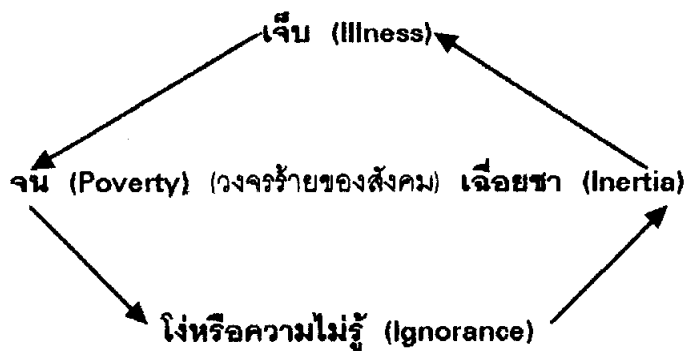 เจ็บ (Illness)
จน (Poverty) (วงจรร้ายของสังคม) เฉื่อยชา (Inertia)
โง่หรือความไม่รู้ (Ignorance)